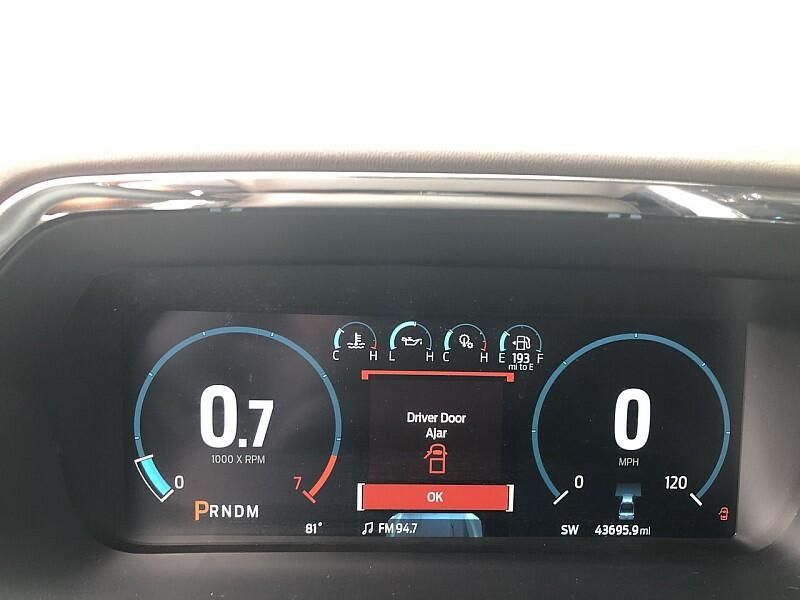 C H L H C H E 193 F
mi to E
Driver Door
Ajar
OK
0.7
1000 X RPM
0 7
PRNDM
81°
FM 94.7
0
MPH
0 120
SW 43695.9 mi